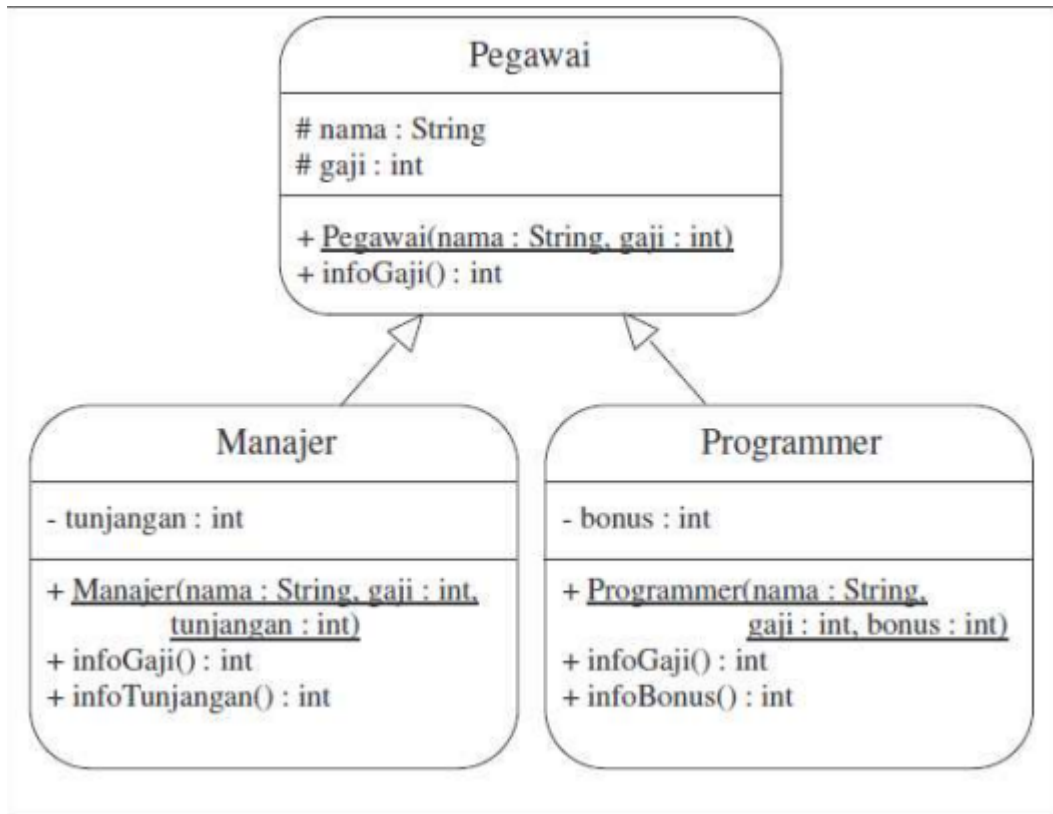 Pegawai
# nama : String
# gaji : int
+ Pegawai(nama : String, gaji : int)
+ infoGaji() : int
Manajer
- tunjangan : int
+ Manajer(nama : String, gaji : int,
tunjangan : int)
+ infoGaji() : int
+ infoTunjangan() : int
Programmer
- bonus : int
+ Programmer(nama : String,
gaji : int, bonus : int)
+ infoGaji() : int
+ infoBonus() : int